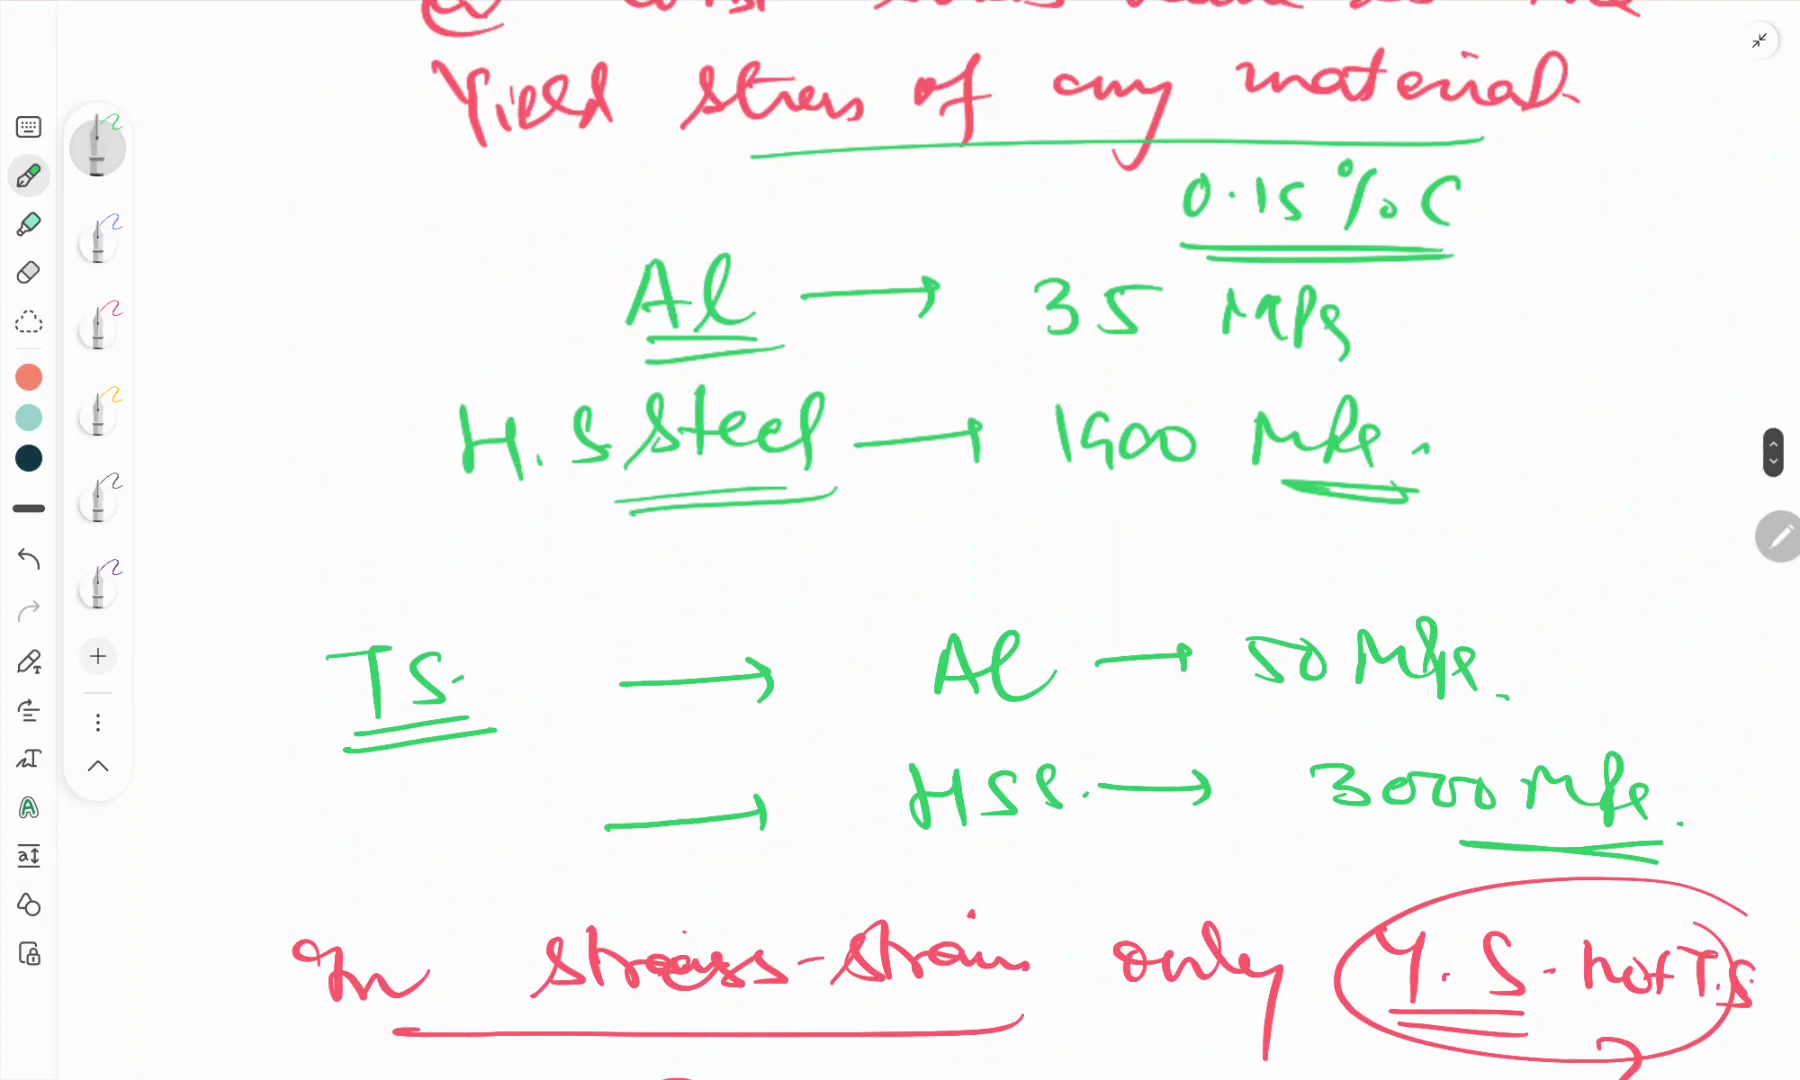 Yield stress of any material.
0.15 % C
Al → 35 MPa
H.S Steel → 1400 MPa.
TS. → Al → 50 MPa.
→ HSS. → 3000 MPa.
In stress-strain only Y.S. not T.S.
?